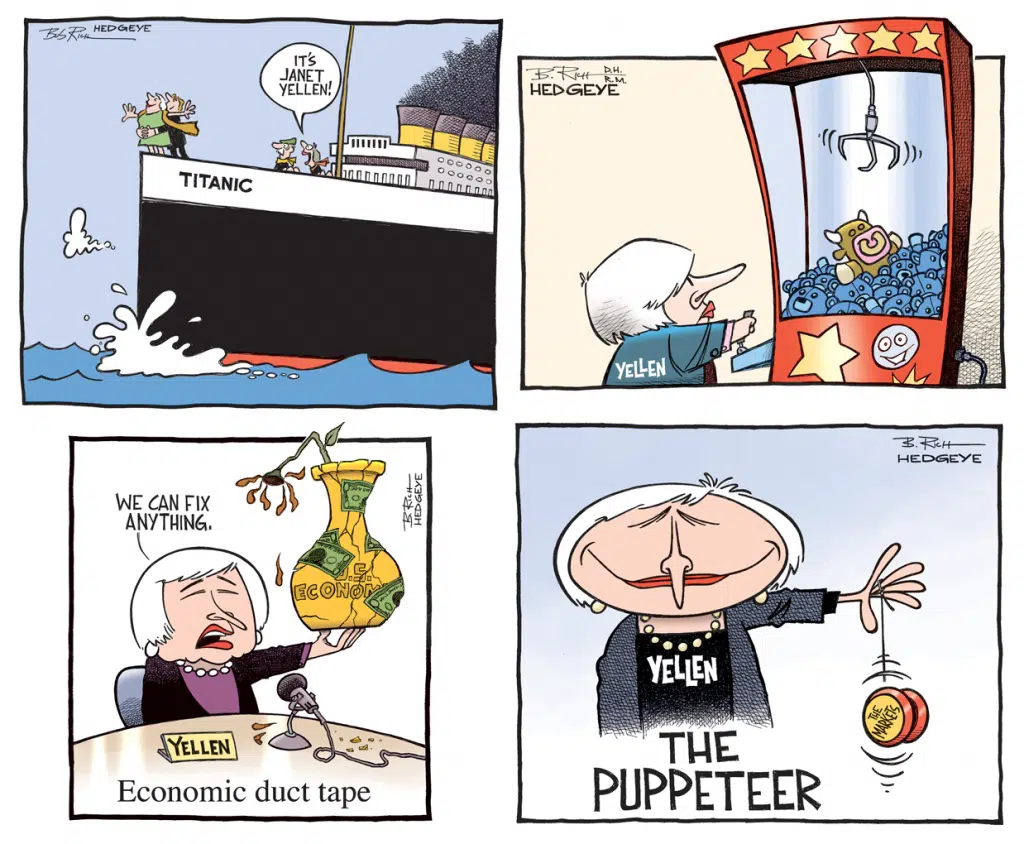 Bob Rich HEDGEYE
IT'S
JANET
YELLEN!
TITANIC
B. RICH D.H.
R.M.
HEDGEYE
YELLEN
WE CAN FIX
ANYTHING.
B. RICH
HEDGEYE
U.S.
ECONOM
YELLEN
Economic duct tape
B. RICH
HEDGEYE
YELLEN
THE
MARKETS
THE
PUPPETEER